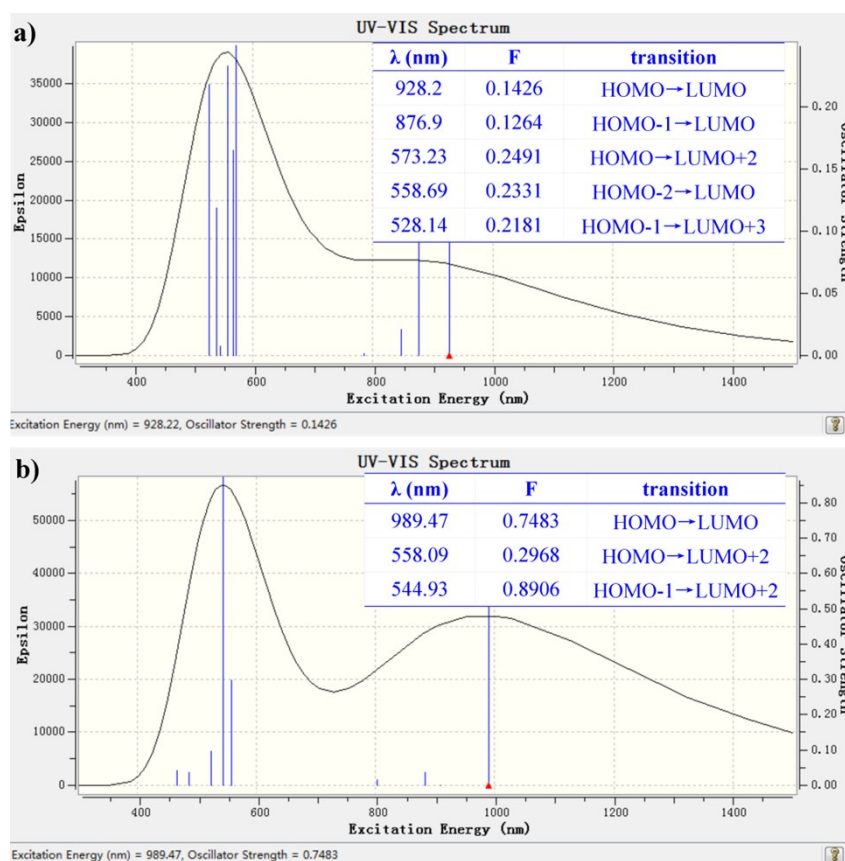 a)
UV-VIS Spectrum
Epsilon
35000
30000
25000
20000
15000
10000
5000
0
λ (nm) F transition
928.2 0.1426 HOMO→LUMO
876.9 0.1264 HOMO-1→LUMO
573.23 0.2491 HOMO→LUMO+2
558.69 0.2331 HOMO-2→LUMO
528.14 0.2181 HOMO-1→LUMO+3
0.20
0.15
0.10
0.05
0.00
Oscillator Strength
400 600 800 1000 1200 1400
Excitation Energy (nm)
Excitation Energy (nm) = 928.22, Oscillator Strength = 0.1426
b)
UV-VIS Spectrum
Epsilon
50000
40000
30000
20000
10000
0
λ (nm) F transition
989.47 0.7483 HOMO→LUMO
558.09 0.2968 HOMO→LUMO+2
544.93 0.8906 HOMO-1→LUMO+2
0.80
0.70
0.60
0.50
0.40
0.30
0.20
0.10
0.00
Oscillator Strength
400 600 800 1000 1200 1400
Excitation Energy (nm)
Excitation Energy (nm) = 989.47, Oscillator Strength = 0.7483